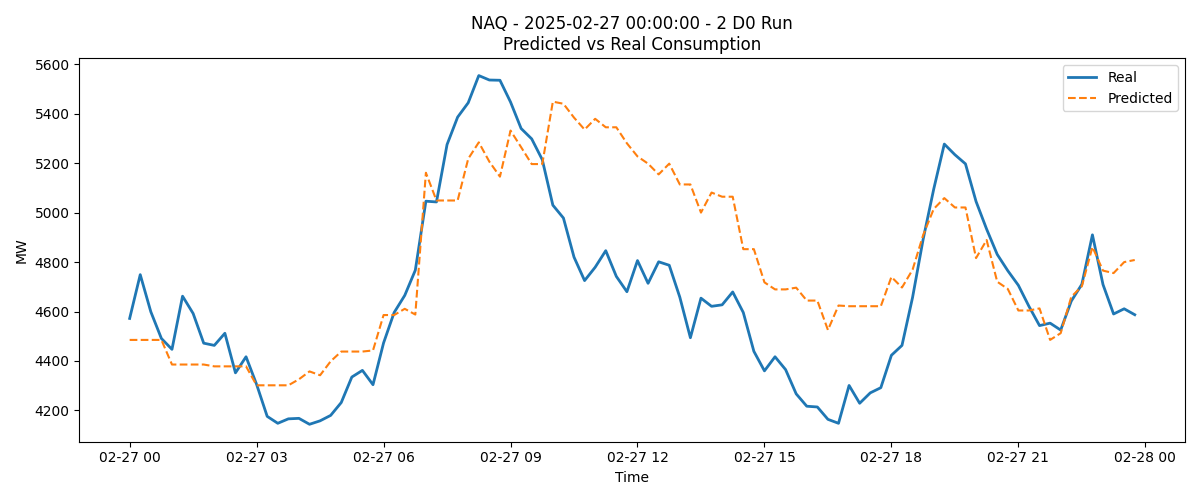 NAQ - 2025-02-27 00:00:00 - 2 D0 Run
Predicted vs Real Consumption
Real
Predicted
MW
5600
5400
5200
5000
4800
4600
4400
4200
02-27 00
02-27 03
02-27 06
02-27 09
02-27 12
02-27 15
02-27 18
02-27 21
02-28 00
Time